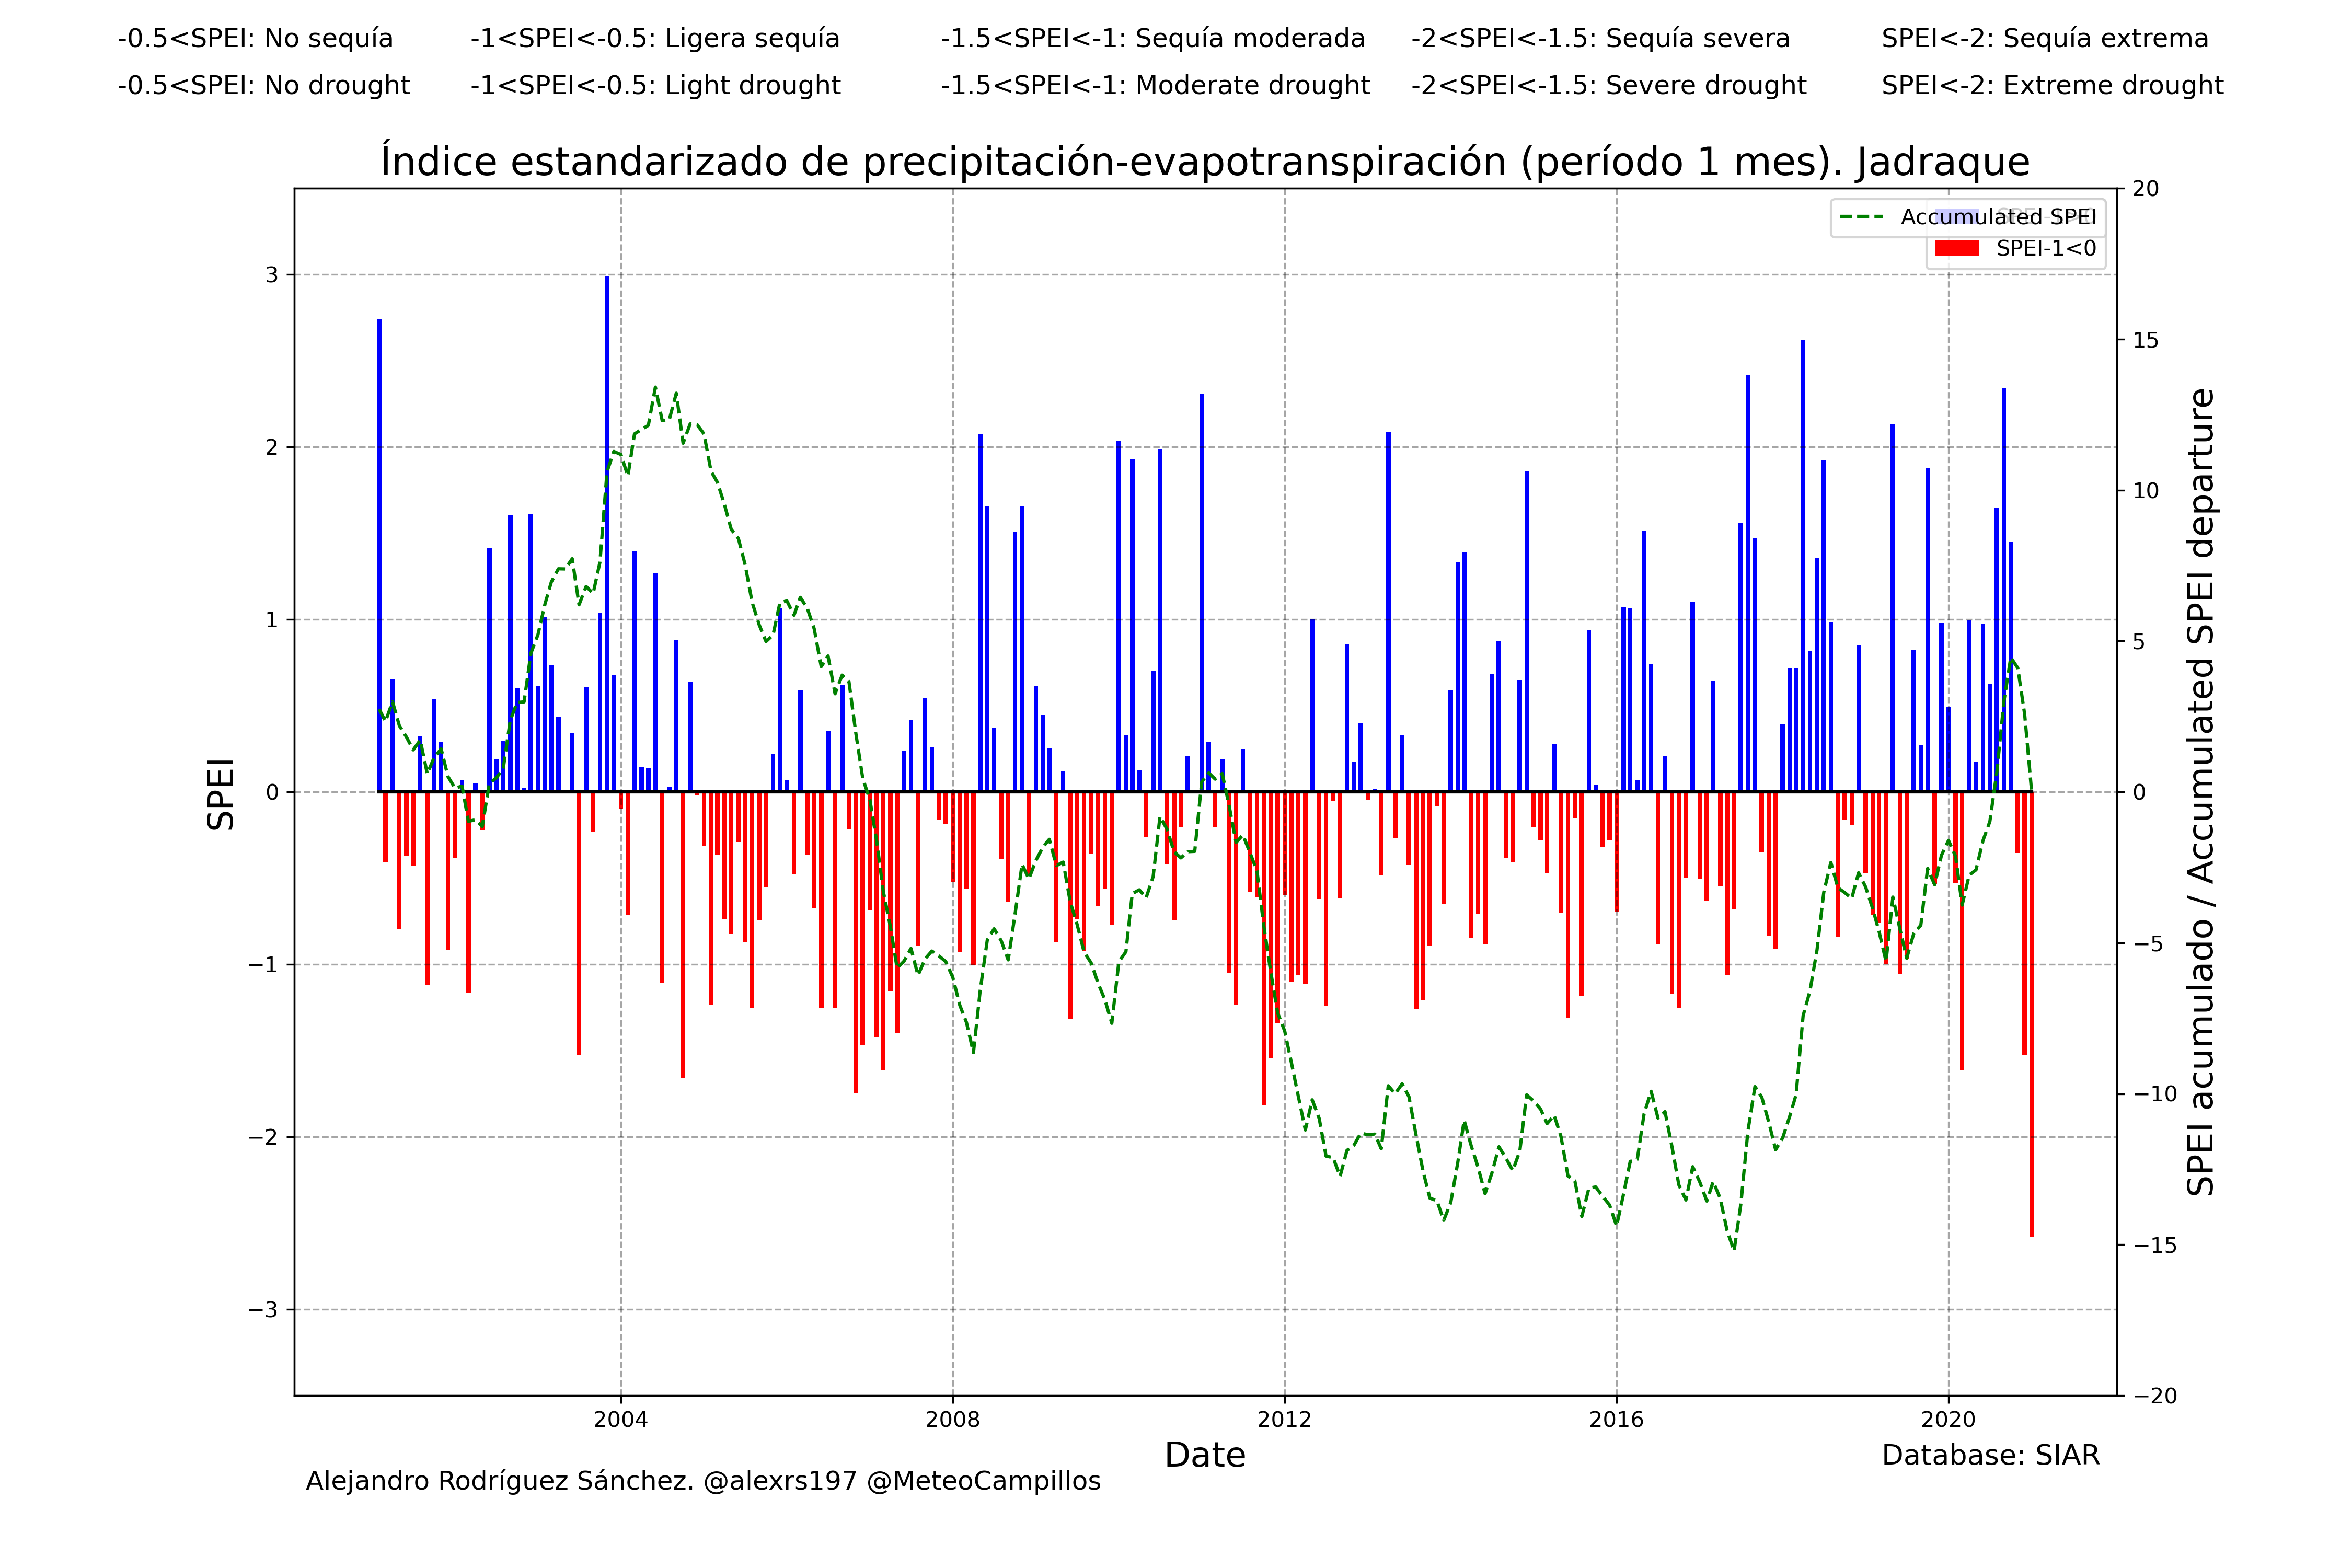 -0.5<SPEI: No sequía -1<SPEI<-0.5: Ligera sequía -1.5<SPEI<-1: Sequía moderada -2<SPEI<-1.5: Sequía severa SPEI<-2: Sequía extrema
-0.5<SPEI: No drought -1<SPEI<-0.5: Light drought -1.5<SPEI<-1: Moderate drought -2<SPEI<-1.5: Severe drought SPEI<-2: Extreme drought
Índice estandarizado de precipitación-evapotranspiración (período 1 mes). Jadraque
Accumulated SPEI
SPEI-1<0
SPEI
3
2
1
0
−1
−2
−3
20
15
10
5
0
−5
−10
−15
−20
SPEI acumulado / Accumulated SPEI departure
2004 2008 2012 2016 2020
Date
Database: SIAR
Alejandro Rodríguez Sánchez. @alexrs197 @MeteoCampillos